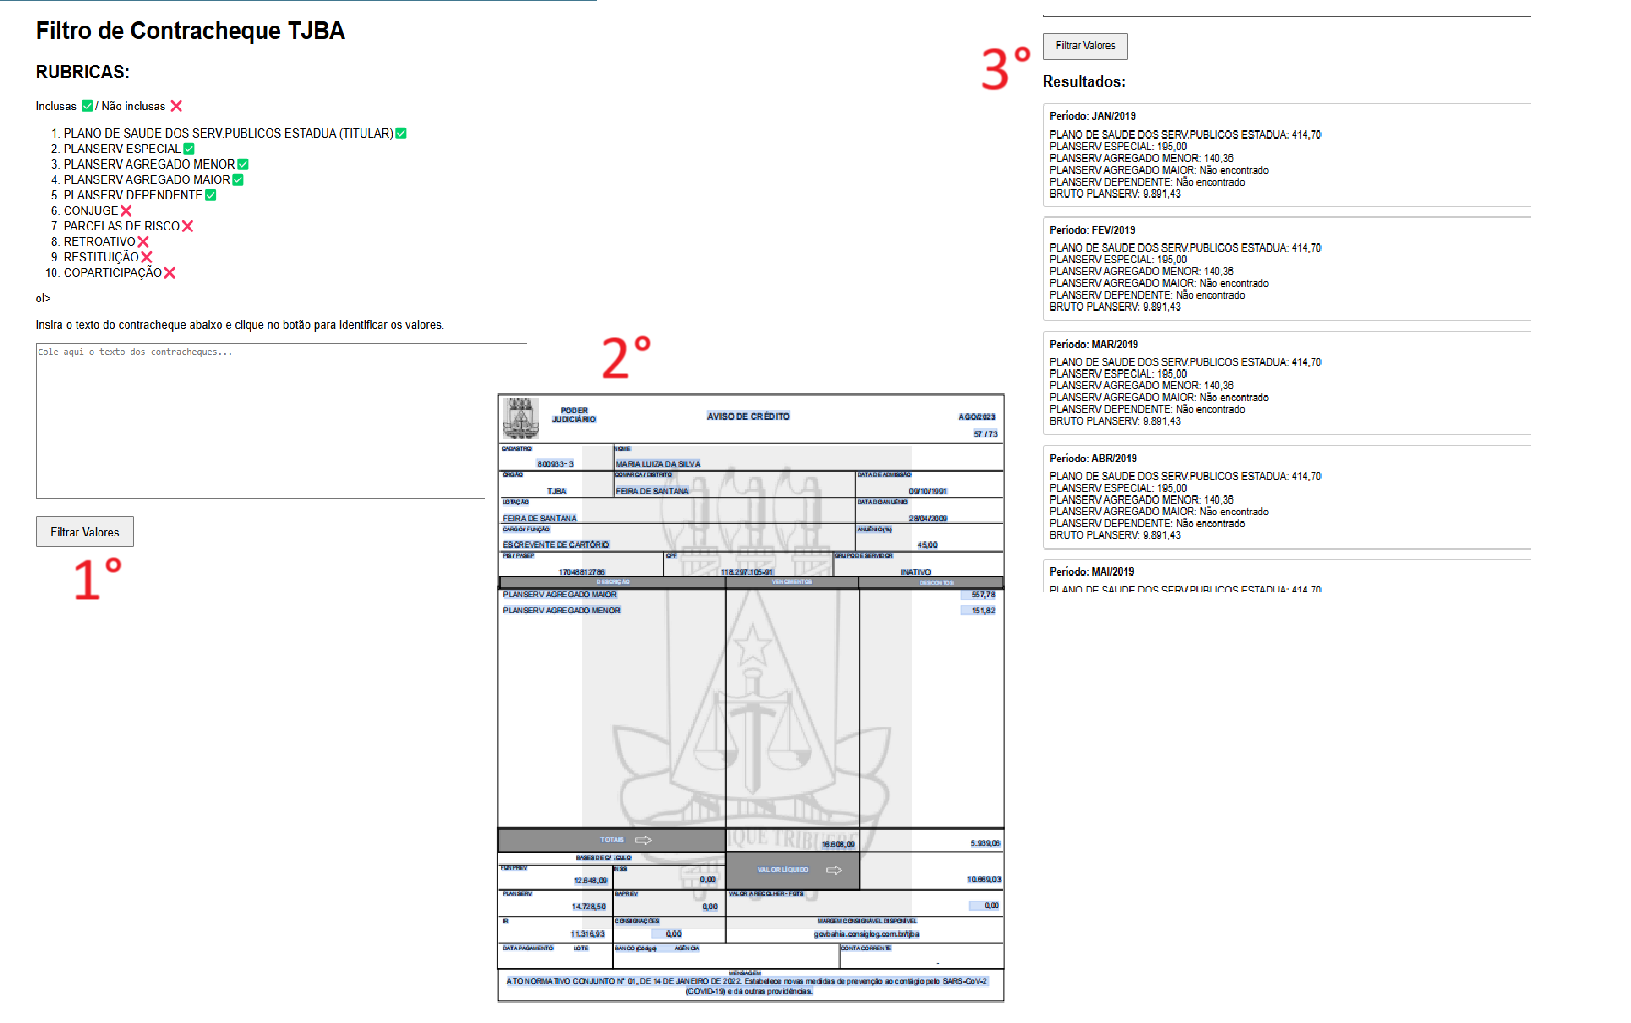 Filtro de Contracheque TJBA
RUBRICAS:
Inclusas ✅ / Não inclusas ❌
1. PLANO DE SAUDE DOS SERV.PUBLICOS ESTADUA (TITULAR)✅
2. PLANSERV ESPECIAL✅
3. PLANSERV AGREGADO MENOR✅
4. PLANSERV AGREGADO MAIOR✅
5. PLANSERV DEPENDENTE✅
6. CONJUGE❌
7. PARCELAS DE RISCO❌
8. RETROATIVO❌
9. RESTITUIÇÃO❌
10. COPARTICIPAÇÃO❌
ol>
Insira o texto do contracheque abaixo e clique no botão para identificar os valores.
Cole aqui o texto dos contracheques...
Filtrar Valores
1°
2°
PODER
JUDICIÁRIO
AVISO DE CRÉDITO
AGO/2023
57 / 73
CADASTRO
NOME
800933- 3
MARIA LUIZA DA SILVA
ÓRGÃO
COMARCA / DISTRITO
DATA DE ADMISSÃO
TJBA
FEIRA DE SANTANA
09/10/1991
LOTAÇÃO
FEIRA DE SANTANA
28/04/2009
CARGO / FUNÇÃO
ANUÊNIO(%)
ESCREVENTE DE CARTÓRIO
45,00
PIS / PASEP
CPF
GRUPO DE SERVIDOR
17043812786
118.297.105-91
INATIVO
DESCRIÇÃO
VENCIMENTOS
DESCONTOS
PLANSERV AGREGADO MAIOR
557,78
PLANSERV AGREGADO MENOR
151,82
TOTAIS
16.608,09
5.939,06
BASES DE CÁLCULO
VALOR LÍQUIDO
FUNPREV
INSS
12.648,09
0,00
10.669,03
PLANSERV
BAPREV
VALOR A RECOLHER - FGTS
14.728,50
0,00
0,00
IR
CONSIGNAÇÕES
MARGEM CONSIGNÁVEL DISPONÍVEL
11.316,93
0,00
govbahia.consiglog.com.br/tjba
DATA PAGAMENTO
LOTE
BANCO (Código)
AGÊNCIA
CONTA CORRENTE
-
MENSAGEM
ATO NORMATIVO CONJUNTO N° 01, DE 14 DE JANEIRO DE 2022. Estabelece novas medidas de prevenção ao contágio pelo SARS-CoV-2
(COVID-19) e dá outras providências.
3°
Filtrar Valores
Resultados:
Período: JAN/2019
PLANO DE SAUDE DOS SERV.PUBLICOS ESTADUA: 414,70
PLANSERV ESPECIAL: 195,00
PLANSERV AGREGADO MENOR: 140,36
PLANSERV AGREGADO MAIOR: Não encontrado
PLANSERV DEPENDENTE: Não encontrado
BRUTO PLANSERV: 9.891,43
Período: FEV/2019
PLANO DE SAUDE DOS SERV.PUBLICOS ESTADUA: 414,70
PLANSERV ESPECIAL: 195,00
PLANSERV AGREGADO MENOR: 140,36
PLANSERV AGREGADO MAIOR: Não encontrado
PLANSERV DEPENDENTE: Não encontrado
BRUTO PLANSERV: 9.891,43
Período: MAR/2019
PLANO DE SAUDE DOS SERV.PUBLICOS ESTADUA: 414,70
PLANSERV ESPECIAL: 195,00
PLANSERV AGREGADO MENOR: 140,36
PLANSERV AGREGADO MAIOR: Não encontrado
PLANSERV DEPENDENTE: Não encontrado
BRUTO PLANSERV: 9.891,43
Período: ABR/2019
PLANO DE SAUDE DOS SERV.PUBLICOS ESTADUA: 414,70
PLANSERV ESPECIAL: 195,00
PLANSERV AGREGADO MENOR: 140,36
PLANSERV AGREGADO MAIOR: Não encontrado
PLANSERV DEPENDENTE: Não encontrado
BRUTO PLANSERV: 9.891,43
Período: MAI/2019
PLANO DE SAUDE DOS SERV.PUBLICOS ESTADUA: 414,70